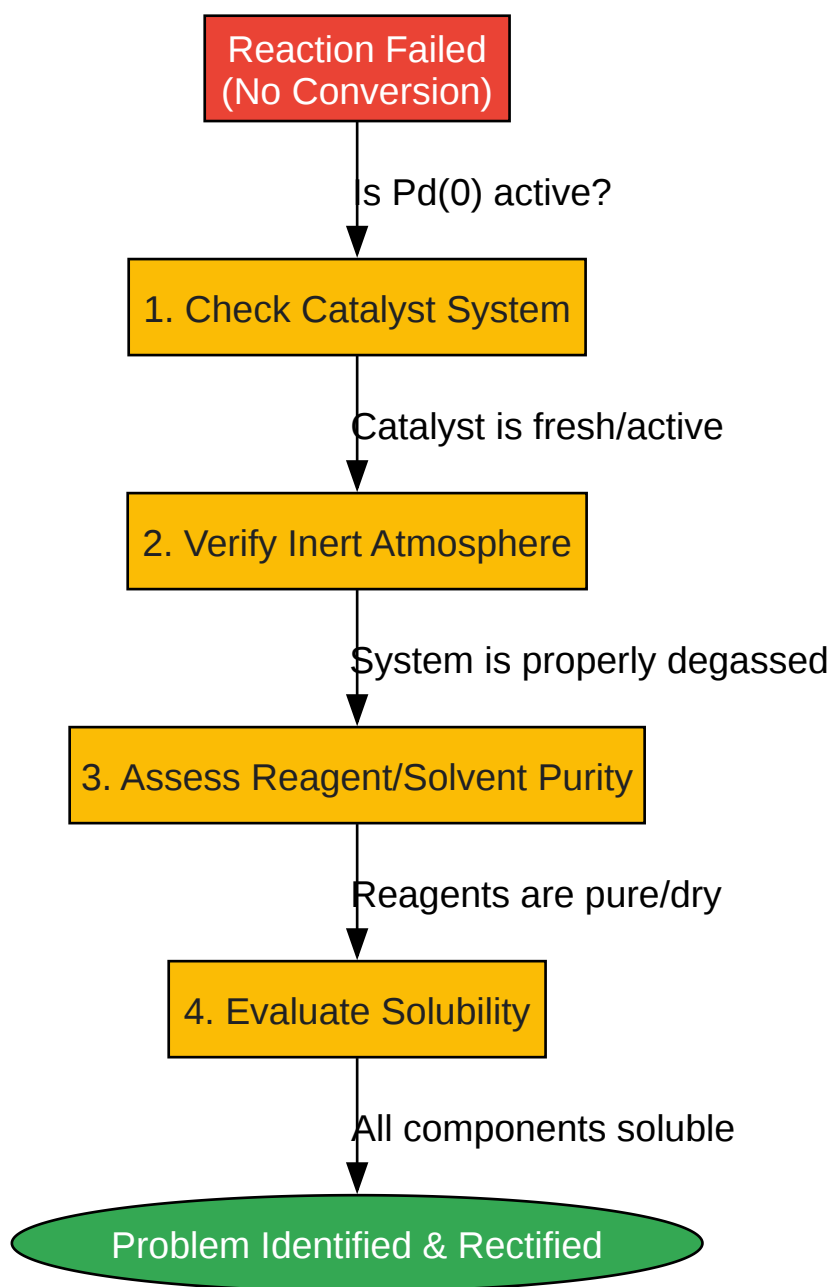 Reaction Failed
(No Conversion)
Is Pd(0) active?
1. Check Catalyst System
Catalyst is fresh/active
2. Verify Inert Atmosphere
System is properly degassed
3. Assess Reagent/Solvent Purity
Reagents are pure/dry
4. Evaluate Solubility
All components soluble
Problem Identified & Rectified